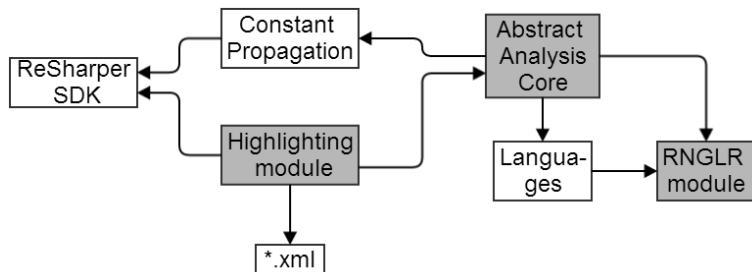 Constant
Propagation
Abstract
Analysis
Core
ReSharper
SDK
Highlighting
module
Langua-
ges
RNGLR
module
*.xml